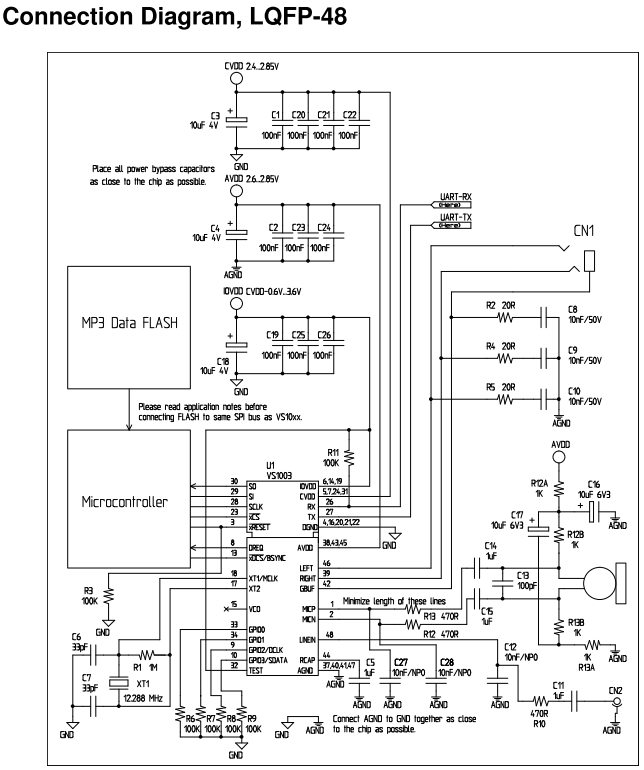 Connection Diagram, LQFP-48
CVDD 2.4..2.85V
+
C3
10uF 4V
C1 C20 C21 C22
100nF 100nF 100nF 100nF
GND
Place all power bypass capacitors
as close to the chip as possible.
AVDD 2.6..2.85V
+
C4
10uF 4V
C2 C23 C24
100nF 100nF 100nF
AGND
UART-RX
(Here)
UART-TX
(Here)
CN1
IOVDD CVDD-0.6V..3.6V
+
C18
10uF 4V
C19 C25 C26
100nF 100nF 100nF
GND
MP3 Data FLASH
R2 20R
C8
10nF/50V
R4 20R
C9
10nF/50V
R5 20R
C10
10nF/50V
AGND
Please read application notes before
connecting FLASH to same SPI bus as VS10xx.
Microcontroller
R11
100K
U1
VS1003
30 SO
29 SI
28 SCLK
23 xCS
3 xRESET
8 DREQ
13 xDCS/BSYNC
18 XT1/MCLK
17 XT2
15 VCO
33 GPIO0
34 GPIO1
9 GPIO2/DCLK
10 GPIO3/SDATA
32 TEST
IOVDD 6,14,19
CVDD 5,7,24,31
RX 26
TX 27
DGND 4,16,20,21,22
GND
AVDD 38,43,45
LEFT 46
RIGHT 39
GBUF 42
MICP 1
MICN 2
LINEIN 48
RCAP 44
AGND 37,40,41,47
AGND
Minimize length of these lines
R13 470R
R12 470R
AVDD
R12A
1K
C16
10uF 6V3
+
AGND
C17
10uF 6V3
+
R12B
1K
C14
1uF
C13
100pF
C15
1uF
R13B
1K
1K
R13A
AGND
R3
100K
GND
C6
33pF
R1 1M
C7
33pF
XT1
12.288 MHz
GND
R6 R7 R8 R9
100K 100K 100K 100K
GND
C5
1uF
AGND
C27
10nF/NP0
AGND
C28
10nF/NP0
AGND
C12
10nF/NP0
AGND
470R
R10
C11
1uF
CN2
AGND
GND
AGND
Connect AGND to GND together as close
to the chip as possible.